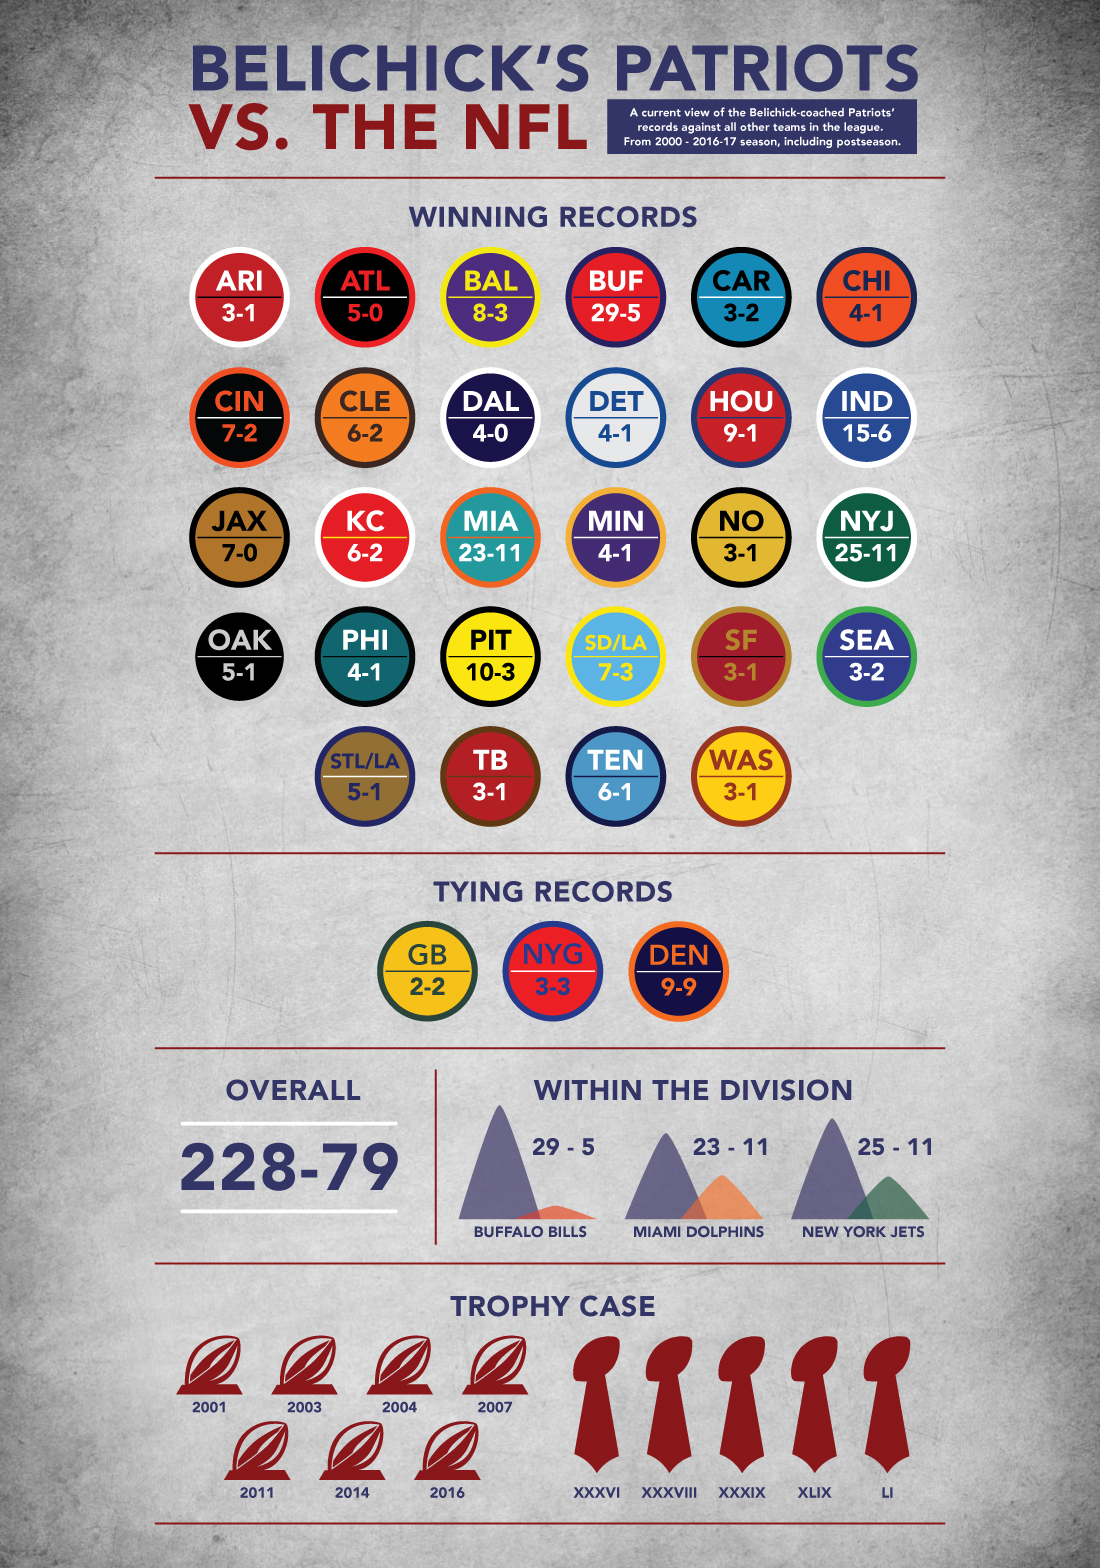 BELICHICK‘S PATRIOTS
VS. THE NFL
A current view of the Belichick-coached Patriots’
records against all other teams in the league.
From 2000 - 2016-17 season, including postseason.
WINNING RECORDS
ARI
3-1
ATL
5-0
BAL
8-3
BUF
29-5
CAR
3-2
CHI
4-1
CIN
7-2
CLE
6-2
DAL
4-0
DET
4-1
HOU
9-1
IND
15-6
JAX
7-0
KC
6-2
MIA
23-11
MIN
4-1
NO
3-1
NYJ
25-11
OAK
5-1
PHI
4-1
PIT
10-3
SD/LA
7-3
SF
3-1
SEA
3-2
STL/LA
5-1
TB
3-1
TEN
6-1
WAS
3-1
TYING RECORDS
GB
2-2
NYG
3-3
DEN
9-9
OVERALL
228-79
WITHIN THE DIVISION
29 - 5
BUFFALO BILLS
23 - 11
MIAMI DOLPHINS
25 - 11
NEW YORK JETS
TROPHY CASE
2001
2003
2004
2007
2011
2014
2016
XXXVI
XXXVIII
XXXIX
XLIX
LI